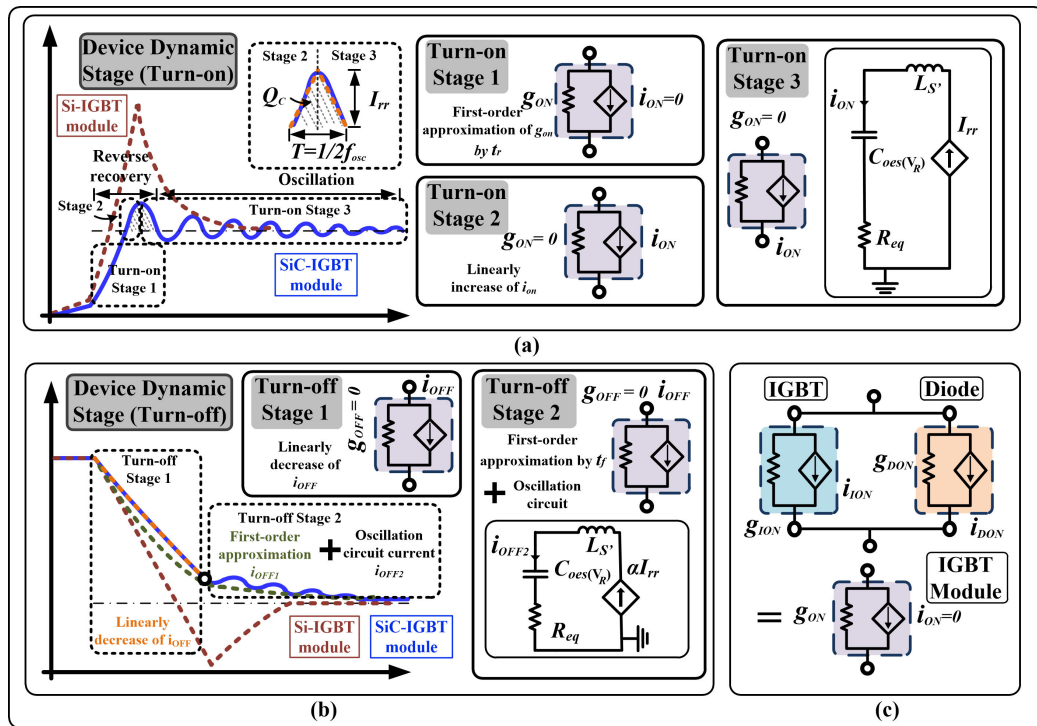 Device Dynamic
Stage (Turn-on)
Si-IGBT
module
Reverse
recovery
Stage 2
Turn-on
Stage 1
Stage 2
Stage 3
Q_C
I_rr
T=1/2f_osc
Oscillation
Turn-on Stage 3
SiC-IGBT
module
Turn-on
Stage 1
First-order
approximation of g_on
by t_r
g_ON
i_ON=0
Turn-on
Stage 2
g_ON= 0
i_ON
Linearly
increase of i_on
Turn-on
Stage 3
g_ON= 0
i_ON
i_ON
L_S'
I_rr
C_oes(V_R)
R_eq
(a)
Device Dynamic
Stage (Turn-off)
Turn-off
Stage 1
Turn-off Stage 2
First-order
approximation
i_OFF1
+
Oscillation
circuit current
i_OFF2
Linearly
decrease of i_OFF
Si-IGBT
module
SiC-IGBT
module
Turn-off
Stage 1
Linearly
decrease of
i_OFF
g_OFF= 0
i_OFF
Turn-off
Stage 2
g_OFF= 0
i_OFF
First-order
approximation by t_f
+ Oscillation
circuit
i_OFF2
L_S'
C_oes(V_R)
αI_rr
R_eq
(b)
IGBT
Diode
g_ION
i_ION
g_DON
i_DON
IGBT
Module
=
g_ON
i_ON=0
(c)